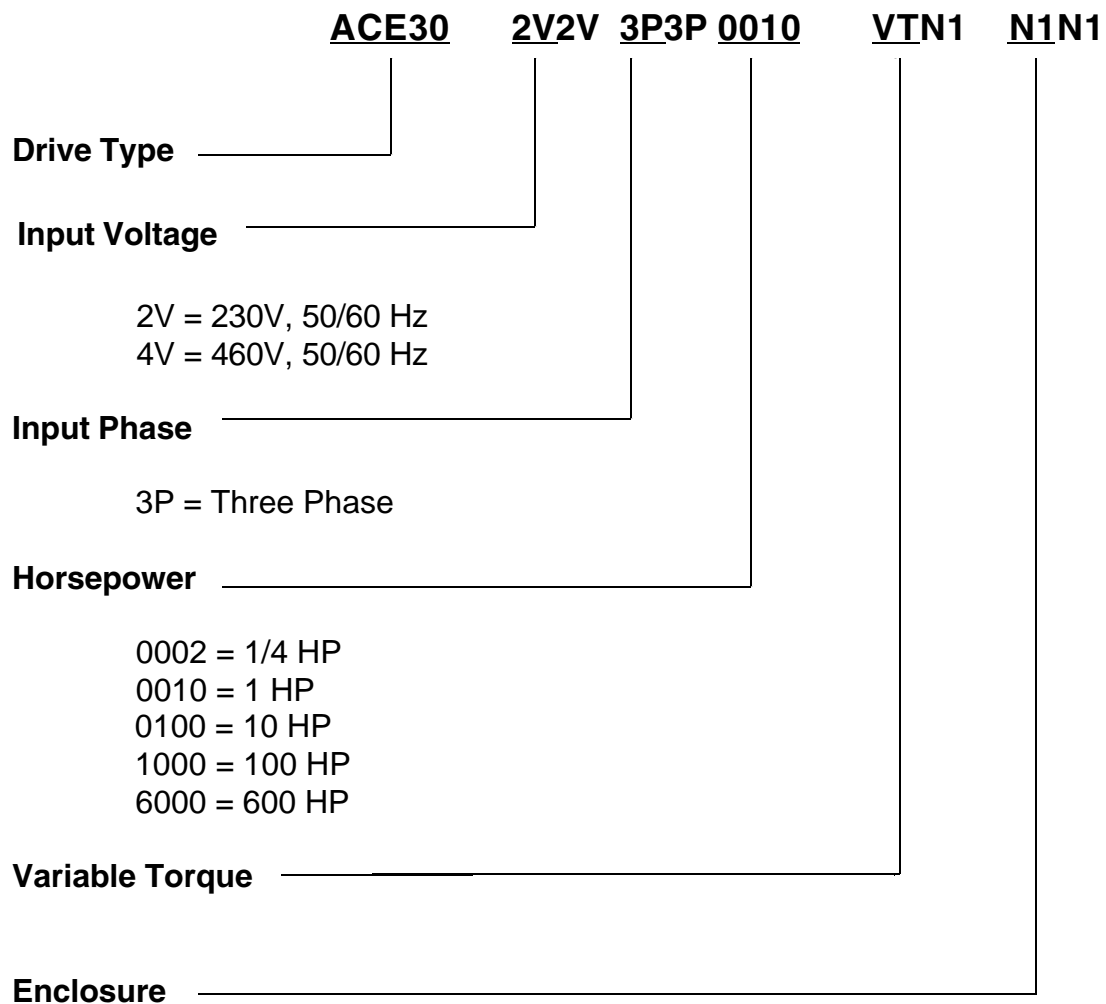 ACE30 2V2V 3P3P 0010 VTN1 N1N1
Drive Type
Input Voltage
2V = 230V, 50/60 Hz
4V = 460V, 50/60 Hz
Input Phase
3P = Three Phase
Horsepower
0002 = 1/4 HP
0010 = 1 HP
0100 = 10 HP
1000 = 100 HP
6000 = 600 HP
Variable Torque
Enclosure